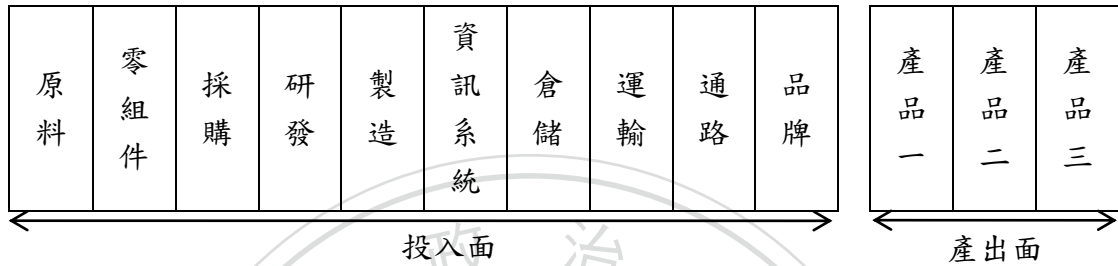 原料
零組件
採購
研發
製造
資訊系統
倉儲
運輸
通路
品牌
產品一
產品二
產品三
投入面
產出面
政治